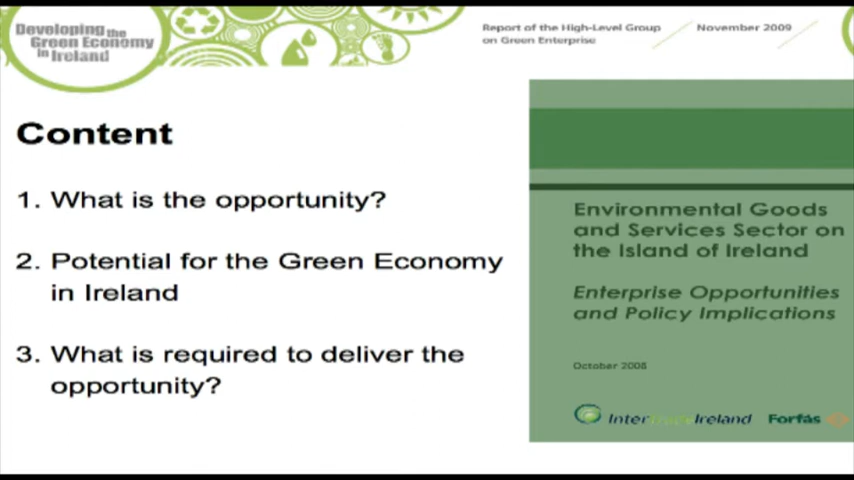 Developing the
Green Economy
in Ireland
Report of the High-Level Group
on Green Enterprise
November 2009
Content
1. What is the opportunity?
2. Potential for the Green Economy
in Ireland
3. What is required to deliver the
opportunity?
Environmental Goods
and Services Sector on
the Island of Ireland
Enterprise Opportunities
and Policy Implications
October 2008
InterTradeIreland
Forfás